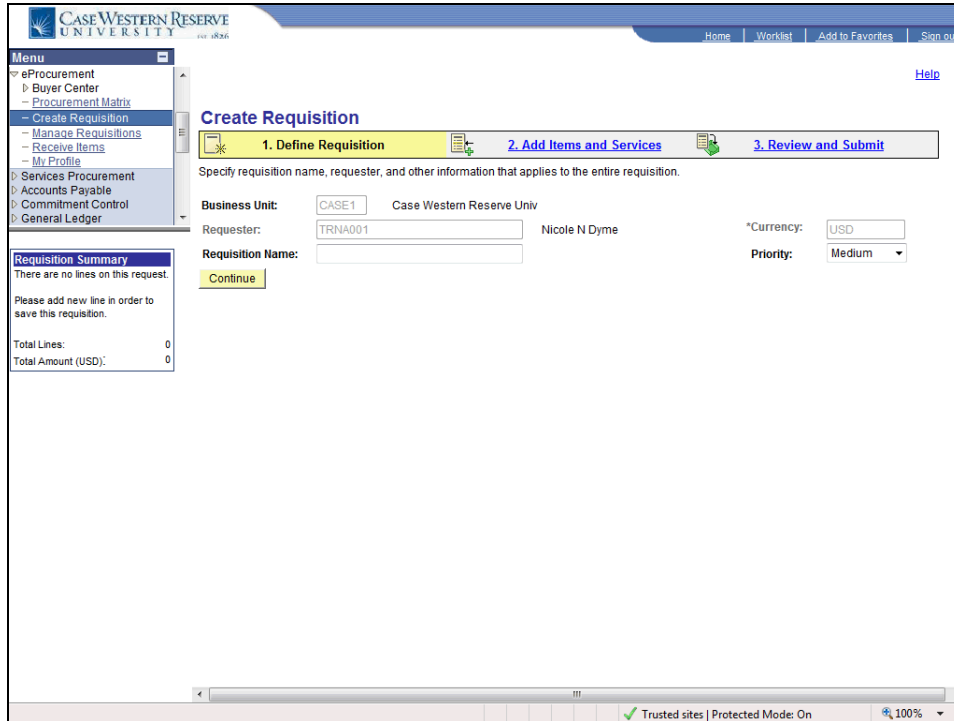 CASE WESTERN RESERVE
UNIVERSITY EST. 1826
Home Worklist Add to Favorites Sign ou
Menu
eProcurement
Buyer Center
Procurement Matrix
Create Requisition
Manage Requisitions
Receive Items
My Profile
Services Procurement
Accounts Payable
Commitment Control
General Ledger
Requisition Summary
There are no lines on this request.
Please add new line in order to
save this requisition.
Total Lines: 0
Total Amount (USD): 0
Help
Create Requisition
1. Define Requisition 2. Add Items and Services 3. Review and Submit
Specify requisition name, requester, and other information that applies to the entire requisition.
Business Unit: CASE1 Case Western Reserve Univ
Requester: TRNA001 Nicole N Dyme *Currency: USD
Requisition Name: Priority: Medium
Continue
Trusted sites | Protected Mode: On 100%